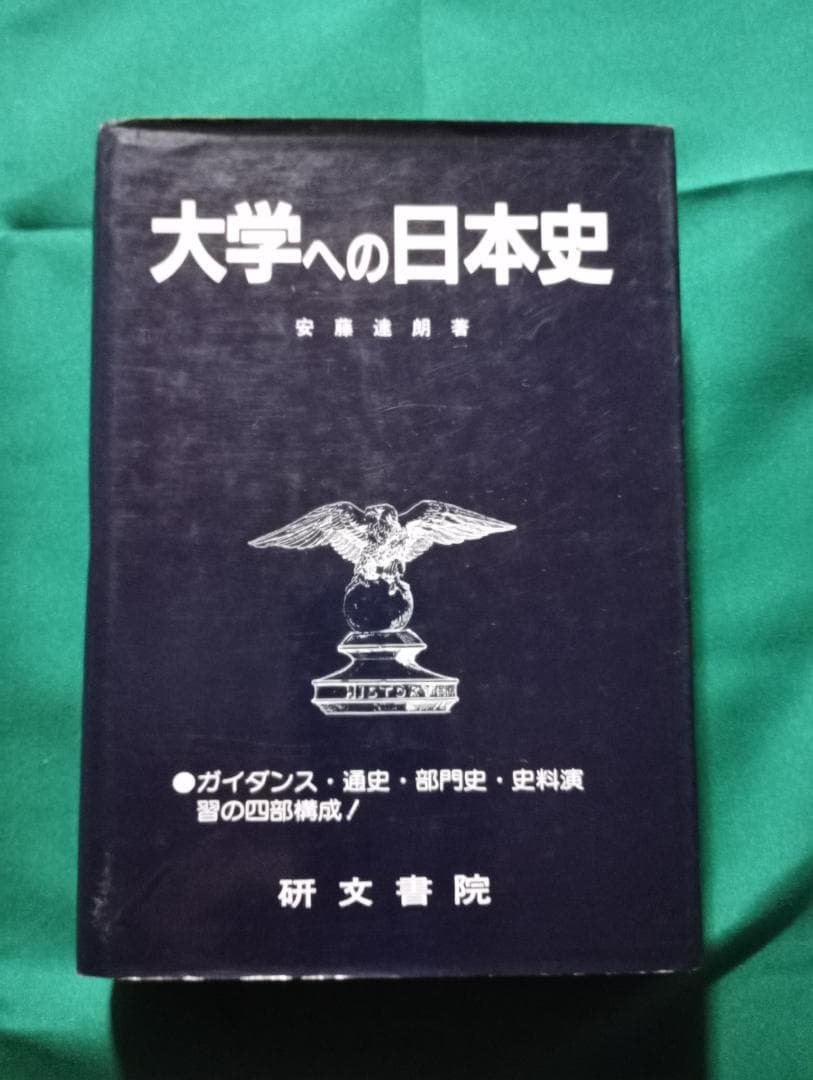 大学への日本史
安藤達朗著
HISTORY
●ガイダンス・通史・部門史・史料演
習の四部構成！
研文書院